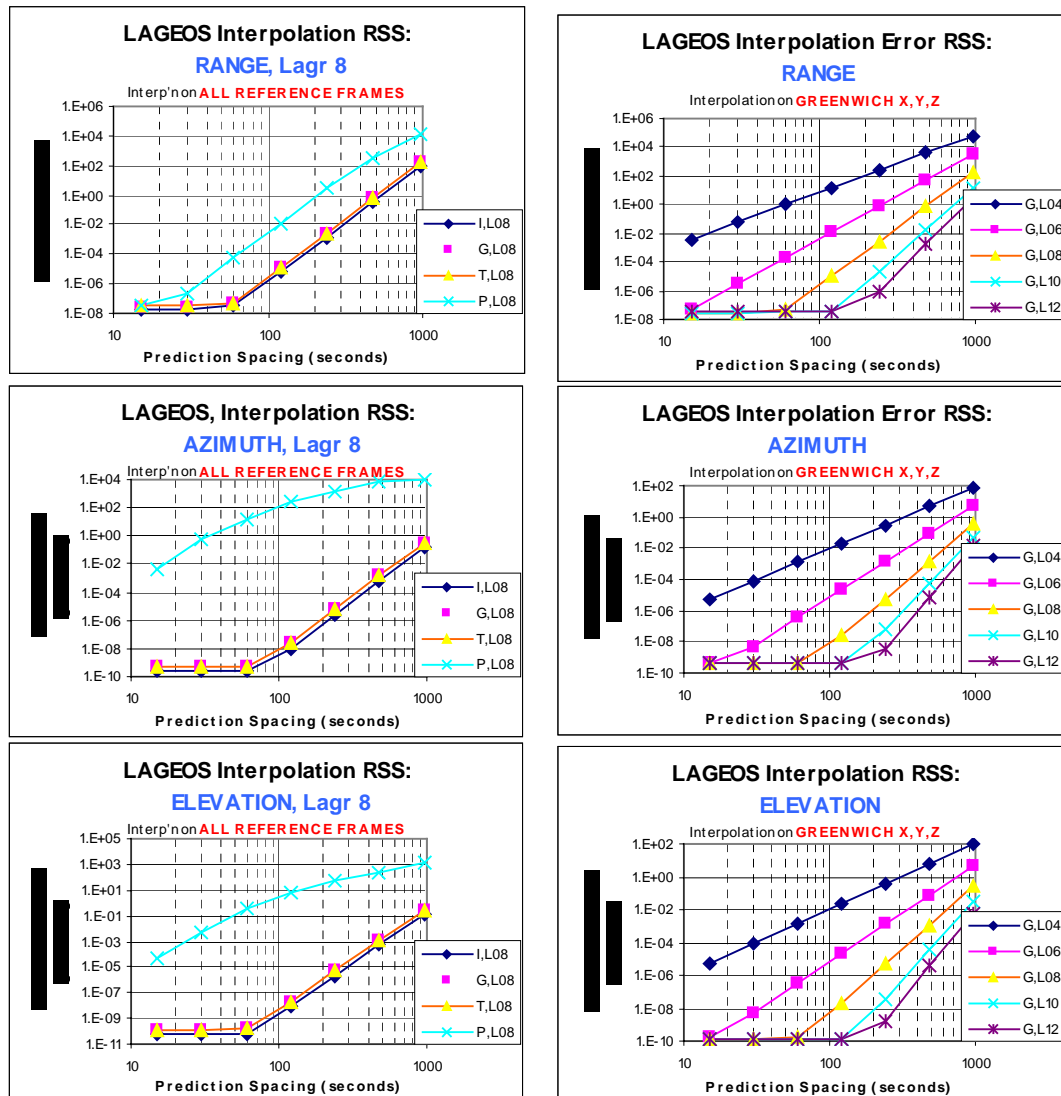 LAGEOS Interpolation RSS:
RANGE, Lagr 8
Interp'n on ALL REFERENCE FRAMES
1.E+06
1.E+04
1.E+02
1.E+00
1.E-02
1.E-04
1.E-06
1.E-08
10
100
1000
Prediction Spacing (seconds)
I,L08
G,L08
T,L08
P,L08
LAGEOS Interpolation Error RSS:
RANGE
Interpolation on GREENWICH X,Y,Z
1.E+06
1.E+04
1.E+02
1.E+00
1.E-02
1.E-04
1.E-06
1.E-08
10
100
1000
Prediction Spacing (seconds)
G,L04
G,L06
G,L08
G,L10
G,L12
LAGEOS, Interpolation RSS:
AZIMUTH, Lagr 8
Interp'n on ALL REFERENCE FRAMES
1.E+04
1.E+02
1.E+00
1.E-02
1.E-04
1.E-06
1.E-08
1.E-10
10
100
1000
Prediction Spacing (seconds)
I,L08
G,L08
T,L08
P,L08
LAGEOS Interpolation Error RSS:
AZIMUTH
Interpolation on GREENWICH X,Y,Z
1.E+02
1.E+00
1.E-02
1.E-04
1.E-06
1.E-08
1.E-10
10
100
1000
Prediction Spacing (seconds)
G,L04
G,L06
G,L08
G,L10
G,L12
LAGEOS Interpolation RSS:
ELEVATION, Lagr 8
Interp'n on ALL REFERENCE FRAMES
1.E+05
1.E+03
1.E+01
1.E-01
1.E-03
1.E-05
1.E-07
1.E-09
1.E-11
10
100
1000
Prediction Spacing (seconds)
I,L08
G,L08
T,L08
P,L08
LAGEOS Interpolation RSS:
ELEVATION
Interpolation on GREENWICH X,Y,Z
1.E+02
1.E+00
1.E-02
1.E-04
1.E-06
1.E-08
1.E-10
10
100
1000
Prediction Spacing (seconds)
G,L04
G,L06
G,L08
G,L10
G,L12